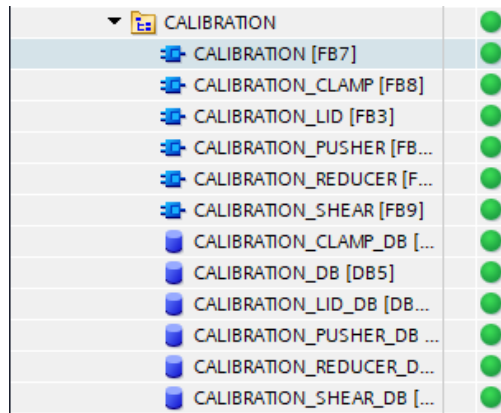 CALIBRATION
CALIBRATION [FB7]
CALIBRATION_CLAMP [FB8]
CALIBRATION_LID [FB3]
CALIBRATION_PUSHER [FB...
CALIBRATION_REDUCER [F...
CALIBRATION_SHEAR [FB9]
CALIBRATION_CLAMP_DB [...
CALIBRATION_DB [DB5]
CALIBRATION_LID_DB [DB...
CALIBRATION_PUSHER_DB ...
CALIBRATION_REDUCER_D...
CALIBRATION_SHEAR_DB [...